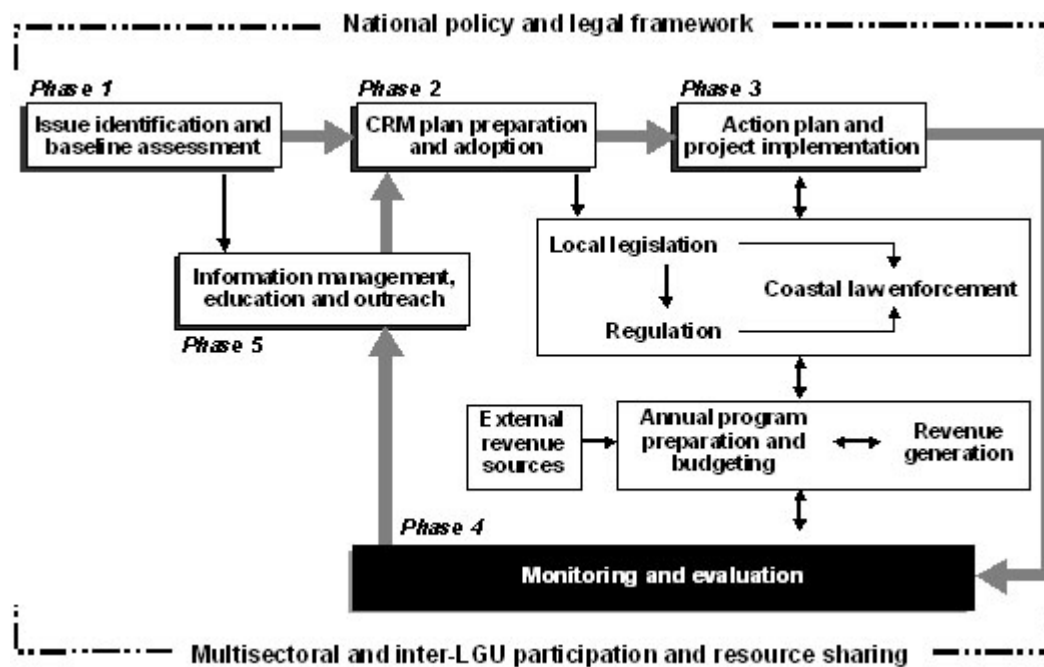 National policy and legal framework
Phase 1
Issue identification and
baseline assessment
Phase 2
CRM plan preparation
and adoption
Phase 3
Action plan and
project implementation
Information management,
education and outreach
Phase 5
Local legislation
Coastal law enforcement
Regulation
External
revenue
sources
Annual program
preparation and
budgeting
Revenue
generation
Phase 4
Monitoring and evaluation
Multisectoral and inter-LGU participation and resource sharing